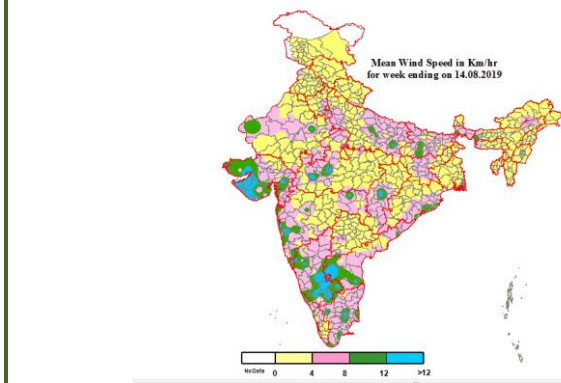 Mean Wind Speed in Km/hr
for week ending on 14.08.2019
No Data 0 4 8 12 >12